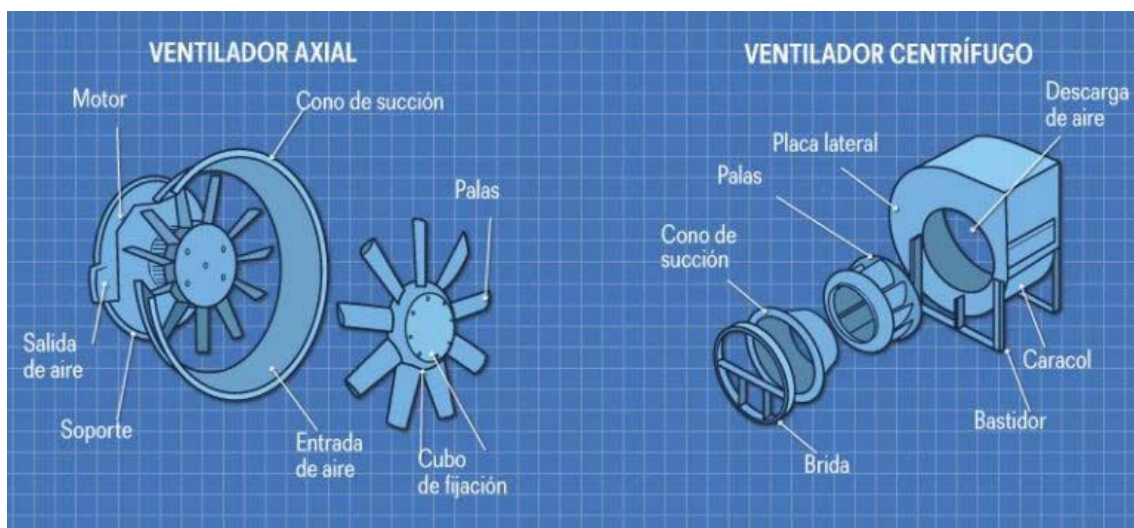 VENTILADOR AXIAL
Motor
Cono de succión
Palas
Salida
de aire
Soporte
Entrada
de aire
Cubo
de fijación
VENTILADOR CENTRÍFUGO
Descarga
de aire
Placa lateral
Palas
Cono de
succión
Caracol
Bastidor
Brida